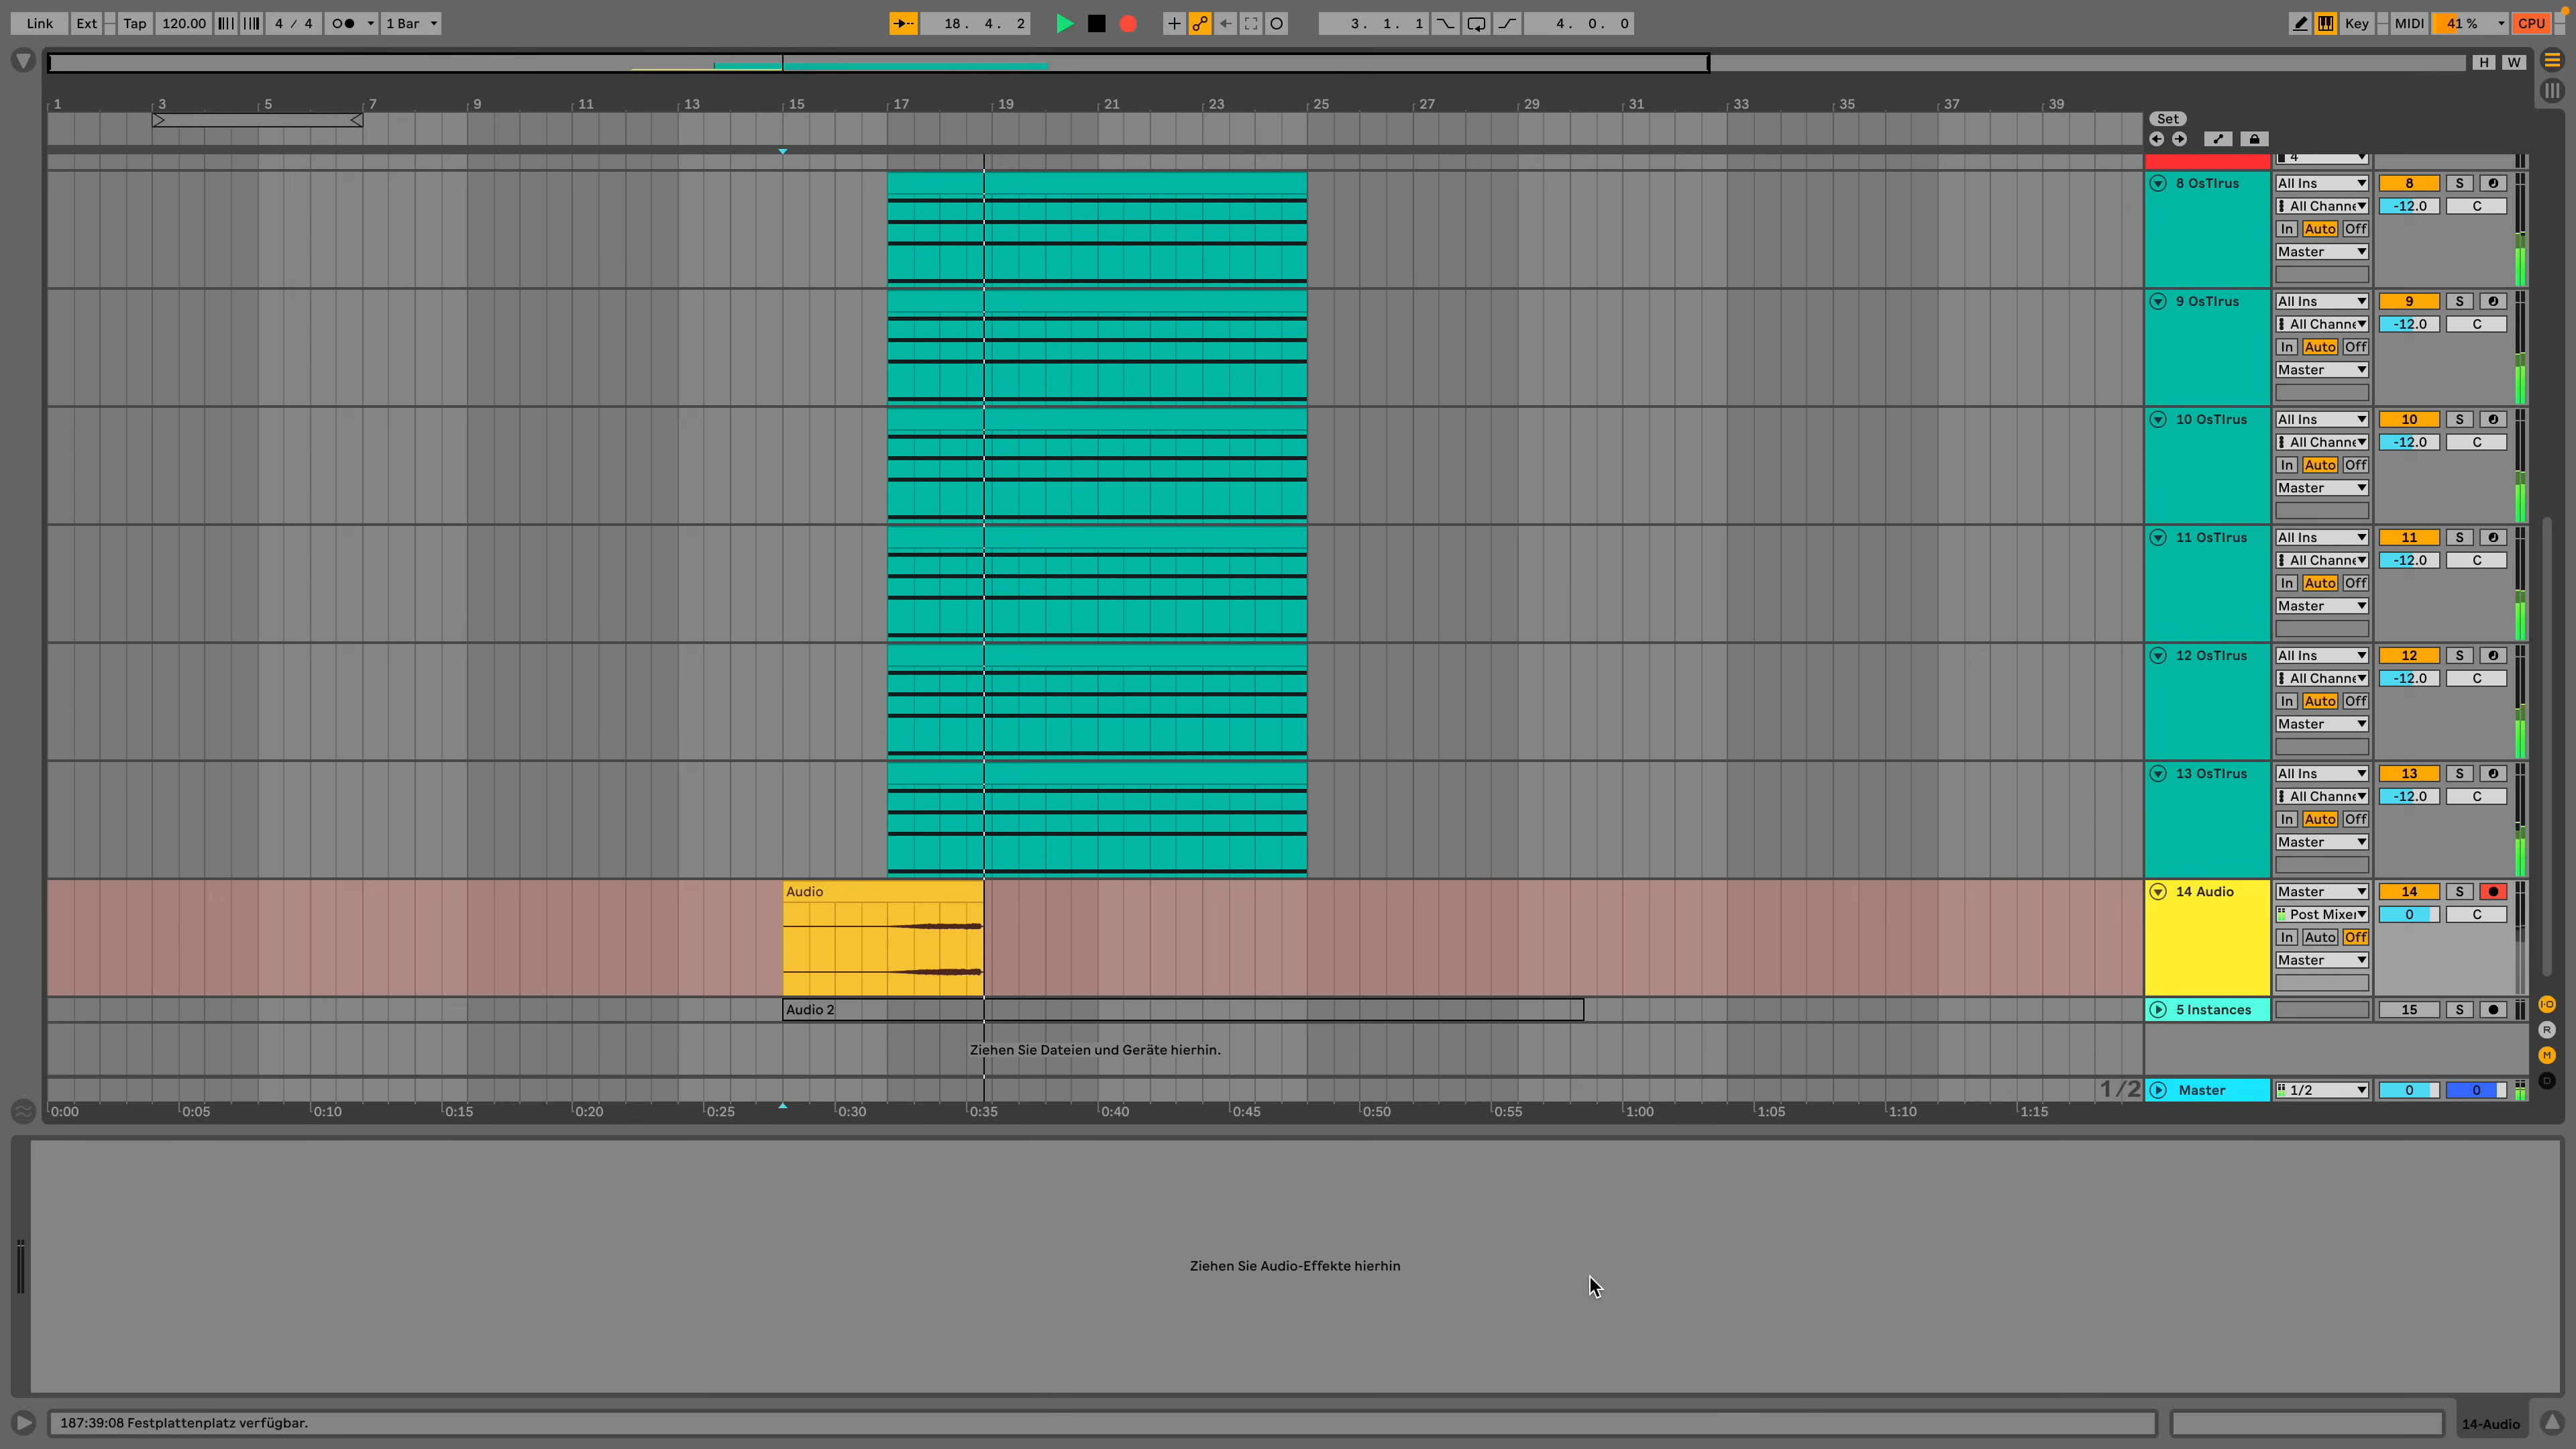 Link Ext Tap 120.00 4 / 4 1 Bar 18. 4. 2 3. 1. 1 4. 0. 0 Key MIDI 41 % CPU
H W
1 3 5 7 9 11 13 15 17 19 21 23 25 27 29 31 33 35 37 39
Set
4
8 OsTIrus All Ins 8 S
All Channe -12.0 C
In Auto Off
Master
9 OsTIrus All Ins 9 S
All Channe -12.0 C
In Auto Off
Master
10 OsTIrus All Ins 10 S
All Channe -12.0 C
In Auto Off
Master
11 OsTIrus All Ins 11 S
All Channe -12.0 C
In Auto Off
Master
12 OsTIrus All Ins 12 S
All Channe -12.0 C
In Auto Off
Master
13 OsTIrus All Ins 13 S
All Channe -12.0 C
In Auto Off
Master
Audio 14 Audio Master 14 S
Post Mixer 0 C
In Auto Off
Master
Audio 2 5 Instances 15 S
Ziehen Sie Dateien und Geräte hierhin.
R
M
D
1/2 Master 1/2 0 0
0:00 0:05 0:10 0:15 0:20 0:25 0:30 0:35 0:40 0:45 0:50 0:55 1:00 1:05 1:10 1:15
Ziehen Sie Audio-Effekte hierhin
187:39:08 Festplattenplatz verfügbar. 14-Audio